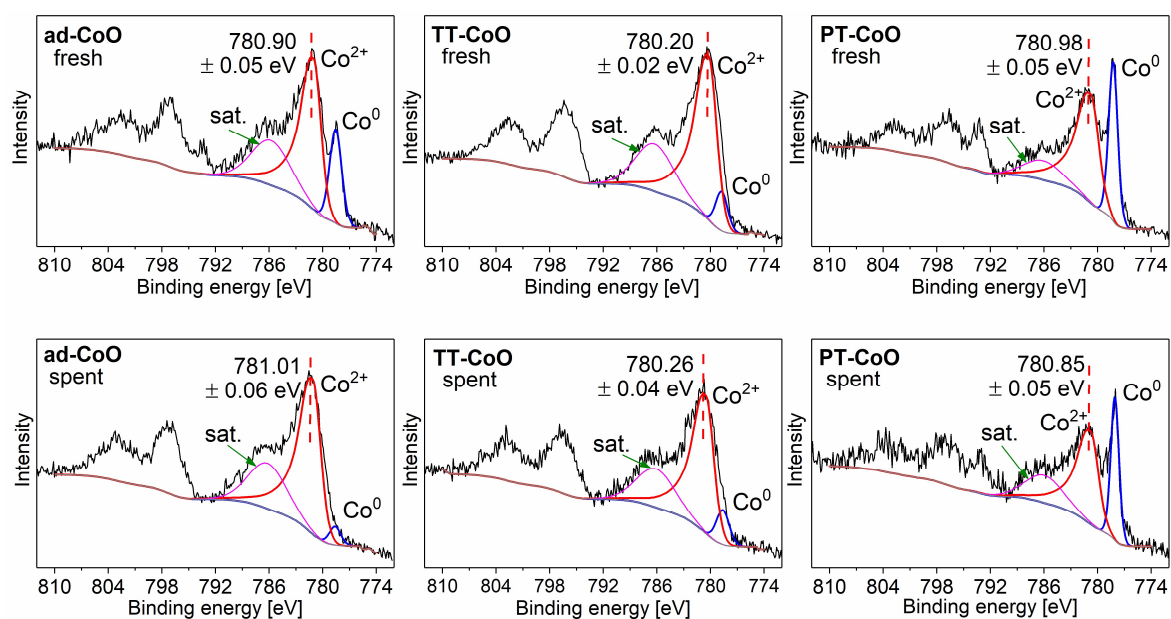 ad-CoO
fresh
780.90
± 0.05 eV
Co²⁺
Co⁰
sat.
Intensity
810 804 798 792 786 780 774
Binding energy [eV]
TT-CoO
fresh
780.20
± 0.02 eV
Co²⁺
Co⁰
sat.
Intensity
810 804 798 792 786 780 774
Binding energy [eV]
PT-CoO
fresh
780.98
± 0.05 eV
Co²⁺
Co⁰
sat.
Intensity
810 804 798 792 786 780 774
Binding energy [eV]
ad-CoO
spent
781.01
± 0.06 eV
Co²⁺
Co⁰
sat.
Intensity
810 804 798 792 786 780 774
Binding energy [eV]
TT-CoO
spent
780.26
± 0.04 eV
Co²⁺
Co⁰
sat.
Intensity
810 804 798 792 786 780 774
Binding energy [eV]
PT-CoO
spent
780.85
± 0.05 eV
Co²⁺
Co⁰
sat.
Intensity
810 804 798 792 786 780 774
Binding energy [eV]